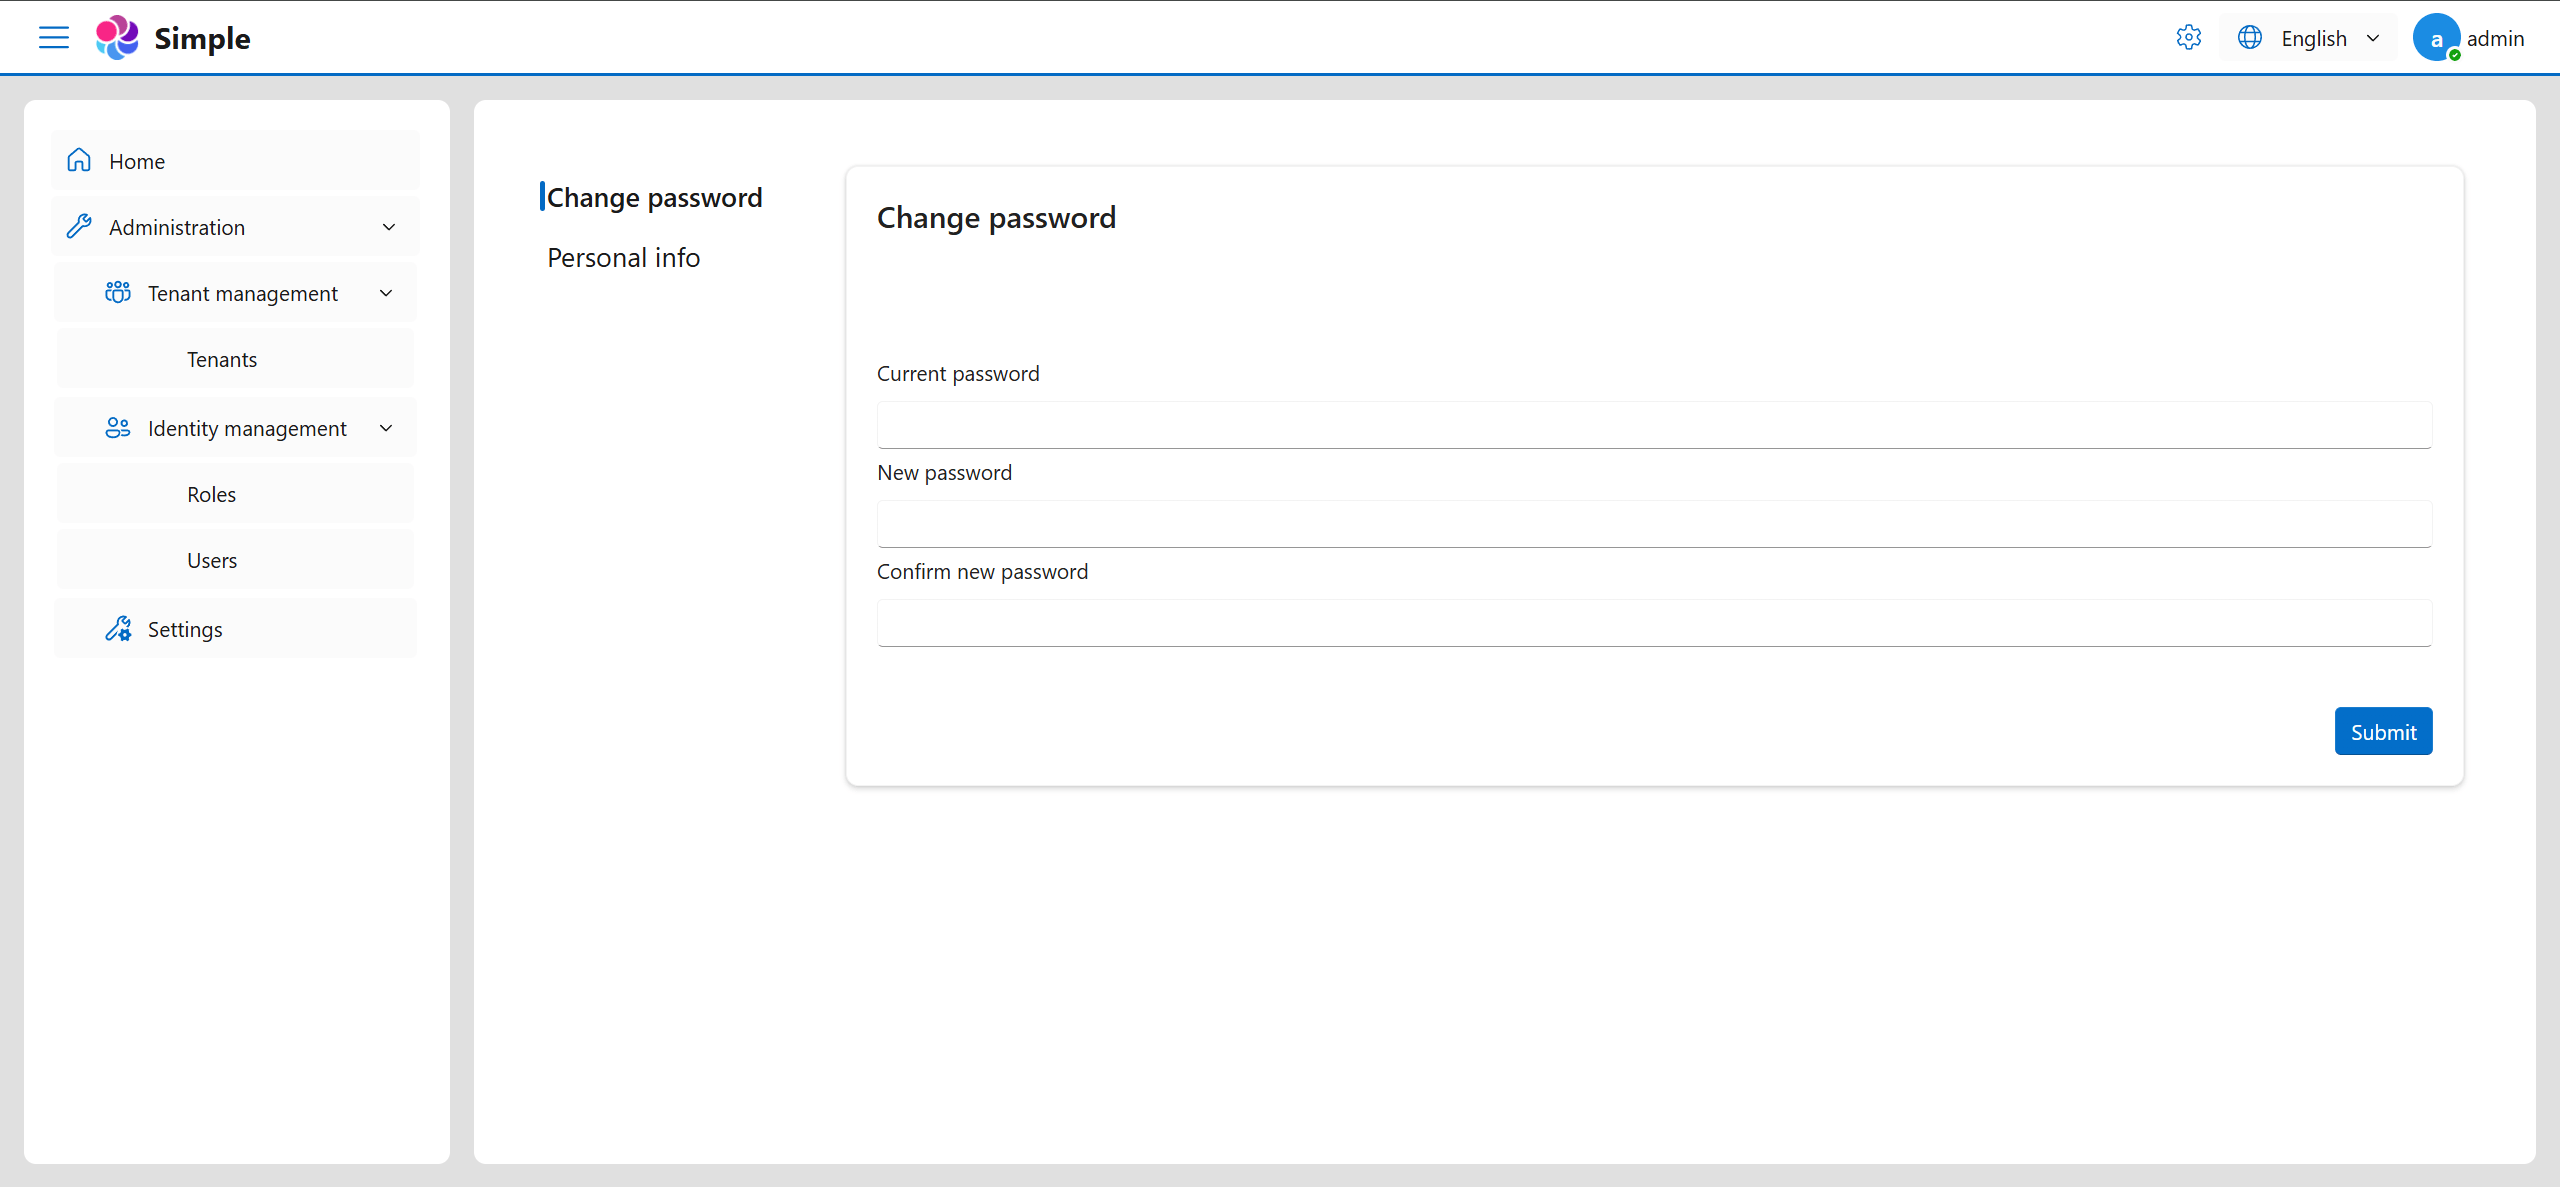 Simple
English
a
admin
Home
Administration
Tenant management
Tenants
Identity management
Roles
Users
Settings
Change password
Personal info
Change password
Current password
New password
Confirm new password
Submit